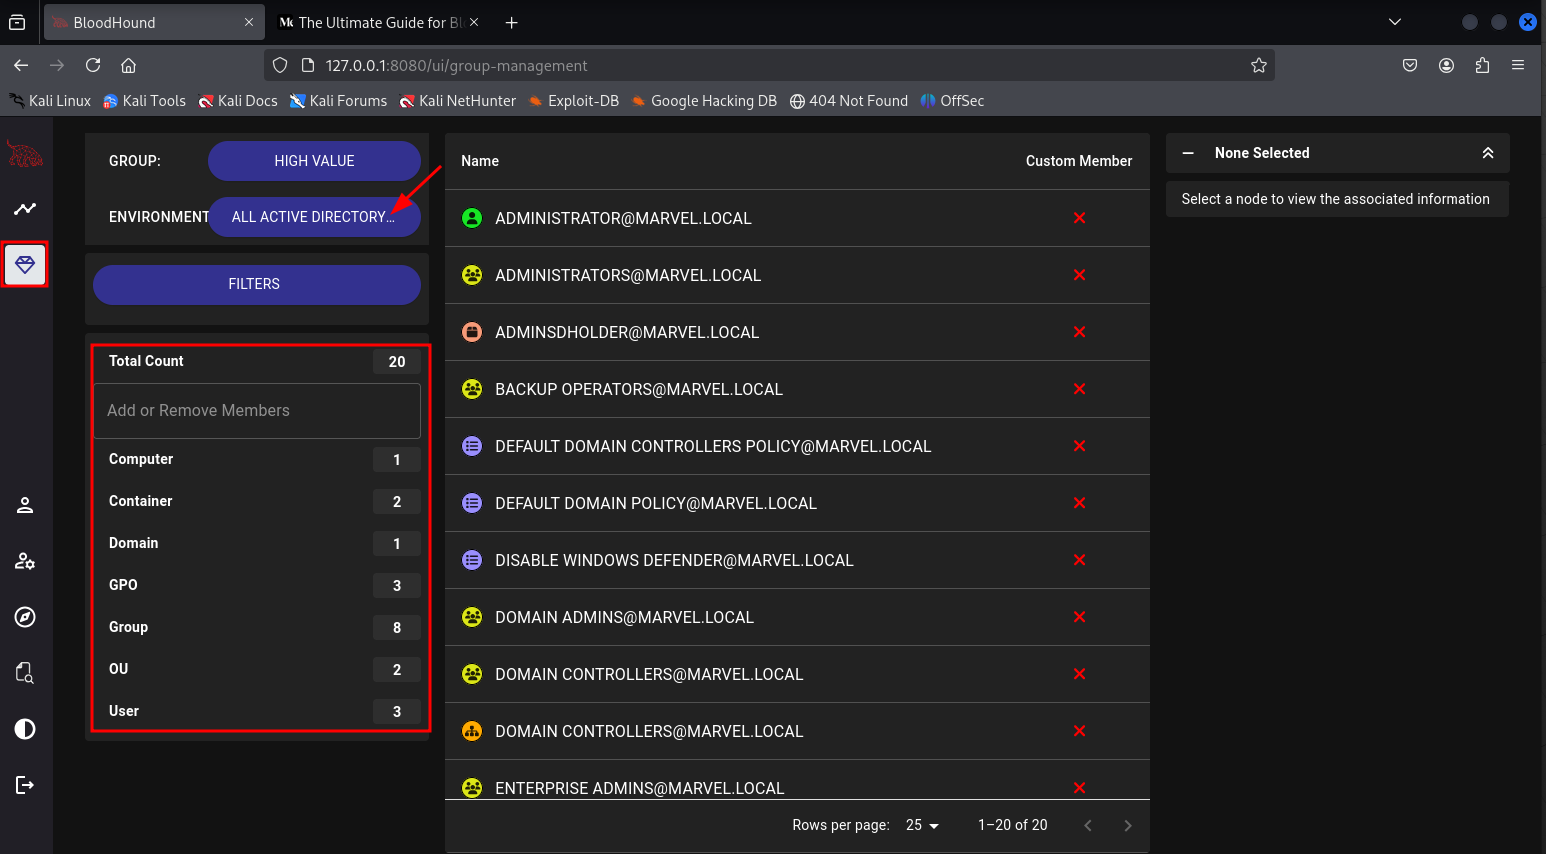 BloodHound
Mk The Ultimate Guide for Bl
127.0.0.1:8080/ui/group-management
Kali Linux Kali Tools Kali Docs Kali Forums Kali NetHunter Exploit-DB Google Hacking DB 404 Not Found OffSec
GROUP: HIGH VALUE
ENVIRONMENT ALL ACTIVE DIRECTORY…
FILTERS
Total Count 20
Add or Remove Members
Computer 1
Container 2
Domain 1
GPO 3
Group 8
OU 2
User 3
Name Custom Member
ADMINISTRATOR@MARVEL.LOCAL
ADMINISTRATORS@MARVEL.LOCAL
ADMINSDHOLDER@MARVEL.LOCAL
BACKUP OPERATORS@MARVEL.LOCAL
DEFAULT DOMAIN CONTROLLERS POLICY@MARVEL.LOCAL
DEFAULT DOMAIN POLICY@MARVEL.LOCAL
DISABLE WINDOWS DEFENDER@MARVEL.LOCAL
DOMAIN ADMINS@MARVEL.LOCAL
DOMAIN CONTROLLERS@MARVEL.LOCAL
DOMAIN CONTROLLERS@MARVEL.LOCAL
ENTERPRISE ADMINS@MARVEL.LOCAL
Rows per page: 25 1–20 of 20
None Selected
Select a node to view the associated information